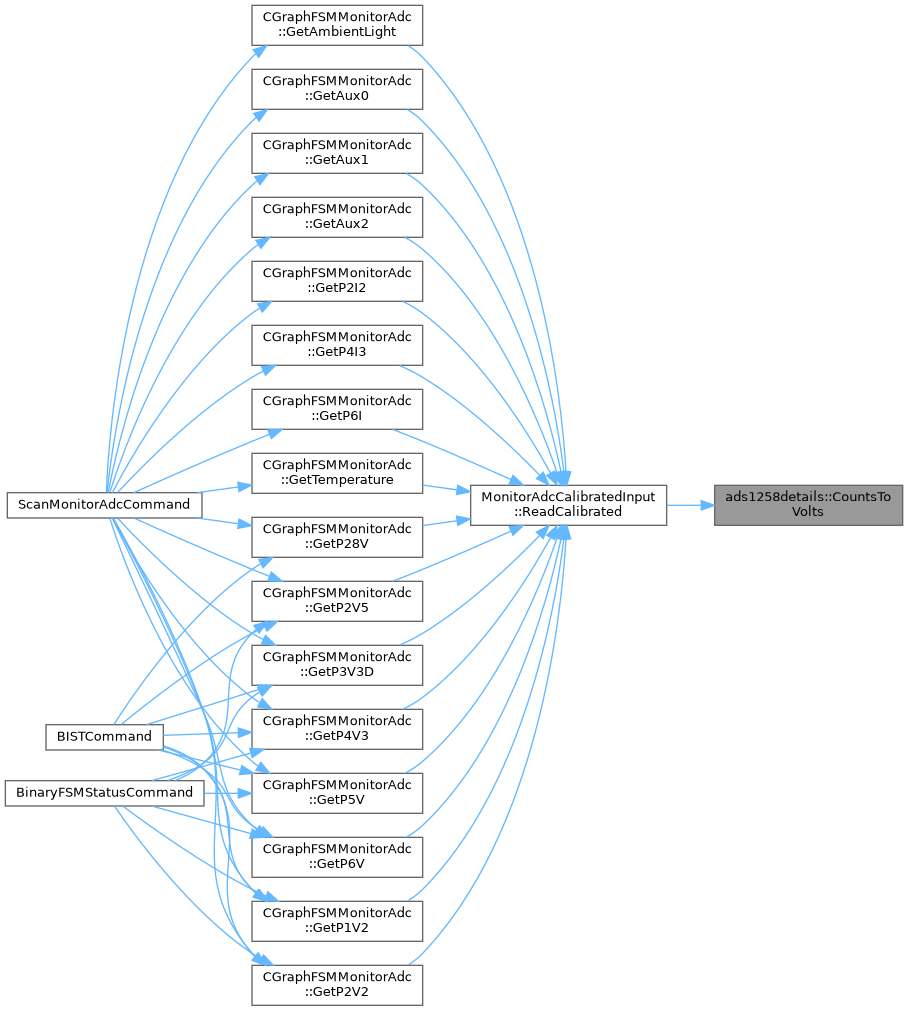 CGraphFSMMonitorAdc
::GetAmbientLight
CGraphFSMMonitorAdc
::GetAux0
CGraphFSMMonitorAdc
::GetAux1
CGraphFSMMonitorAdc
::GetAux2
CGraphFSMMonitorAdc
::GetP2I2
CGraphFSMMonitorAdc
::GetP4I3
CGraphFSMMonitorAdc
::GetP6I
CGraphFSMMonitorAdc
::GetTemperature
ScanMonitorAdcCommand
MonitorAdcCalibratedInput
::ReadCalibrated
ads1258details::CountsTo
Volts
CGraphFSMMonitorAdc
::GetP28V
CGraphFSMMonitorAdc
::GetP2V5
CGraphFSMMonitorAdc
::GetP3V3D
BISTCommand
CGraphFSMMonitorAdc
::GetP4V3
BinaryFSMStatusCommand
CGraphFSMMonitorAdc
::GetP5V
CGraphFSMMonitorAdc
::GetP6V
CGraphFSMMonitorAdc
::GetP1V2
CGraphFSMMonitorAdc
::GetP2V2